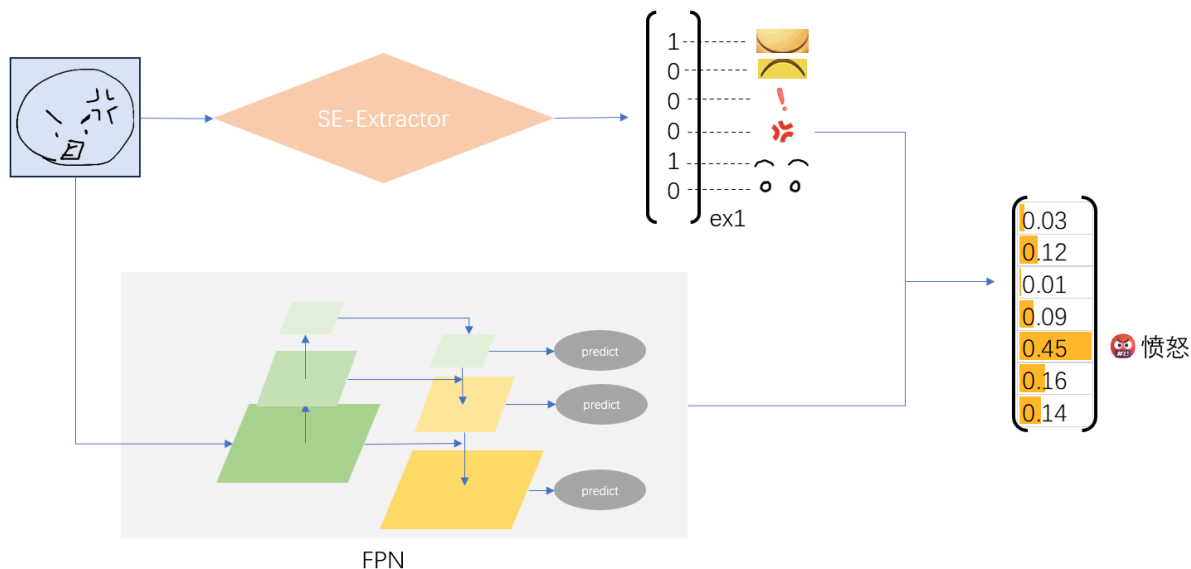 SE-Extractor
1
0
0
0
1
0
ex1
0.03
0.12
0.01
0.09
0.45
0.16
0.14
愤怒
predict
predict
predict
FPN